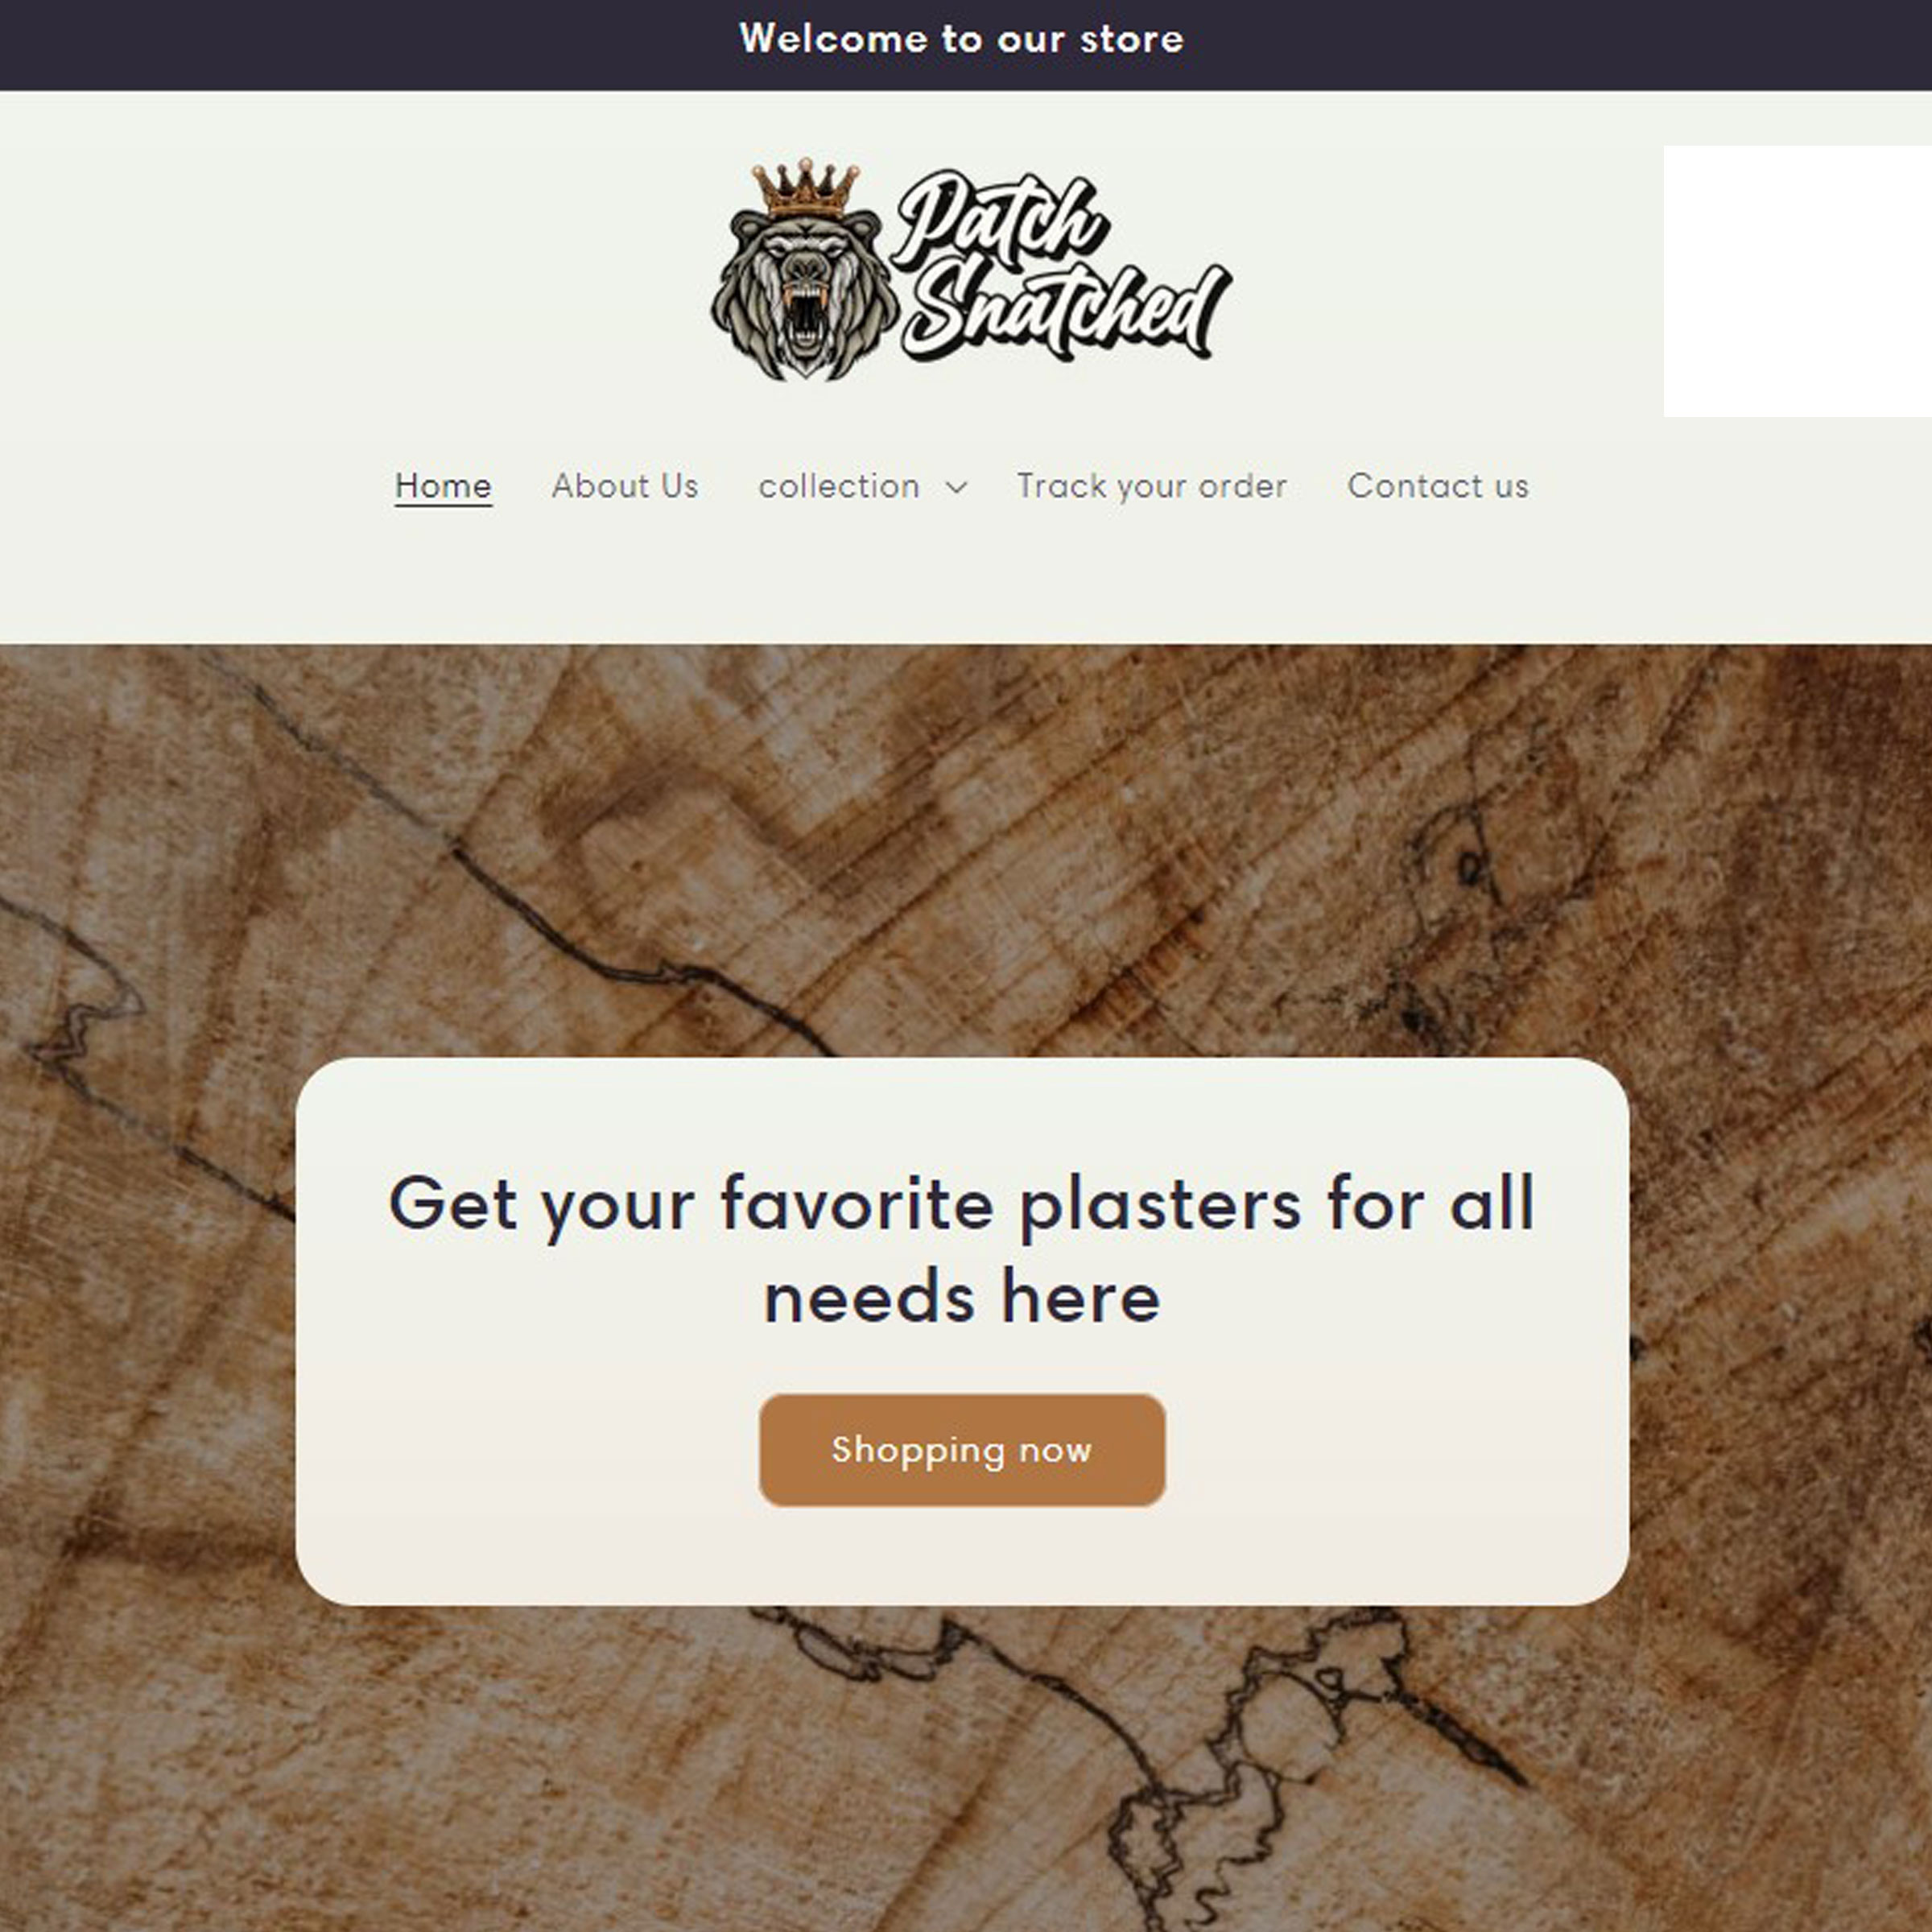 Welcome to our store
Patch
Snatched
Home About Us collection Track your order Contact us
Get your favorite plasters for all
needs here
Shopping now